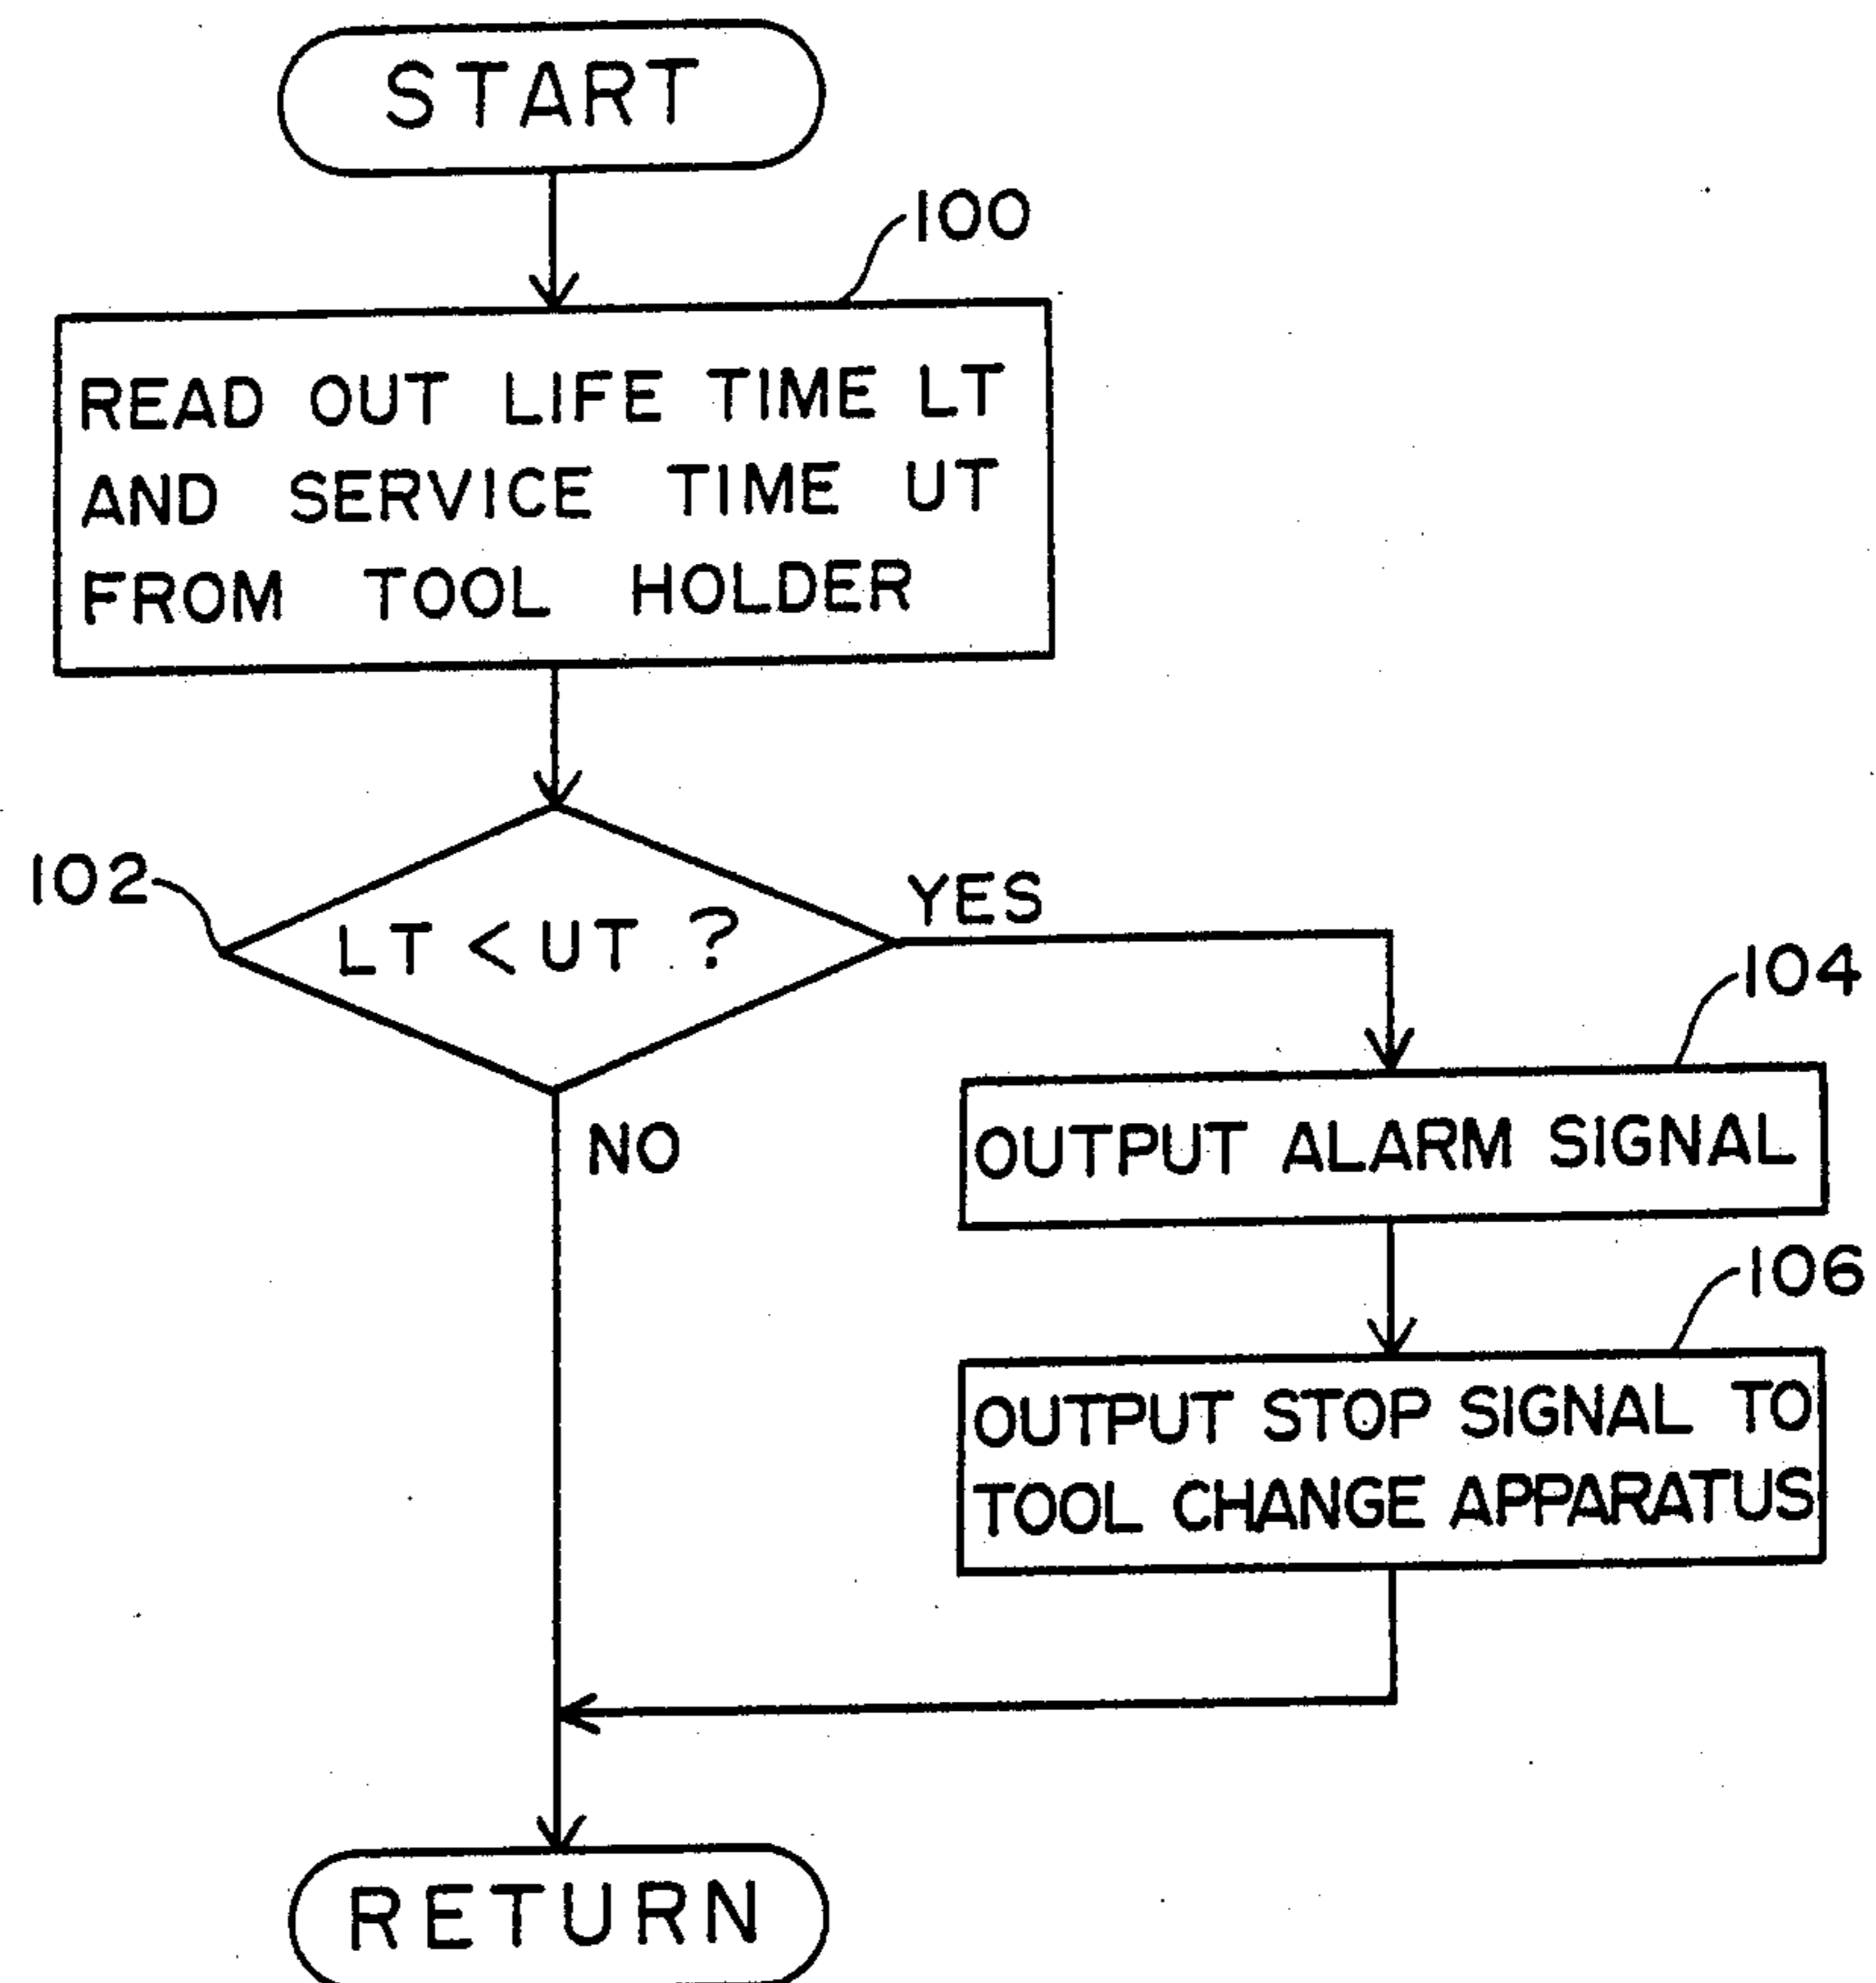 START
100
READ OUT LIFE TIME LT
AND SERVICE TIME UT
FROM TOOL HOLDER
102
LT < UT ?
YES
NO
104
OUTPUT ALARM SIGNAL
106
OUTPUT STOP SIGNAL TO
TOOL CHANGE APPARATUS
RETURN